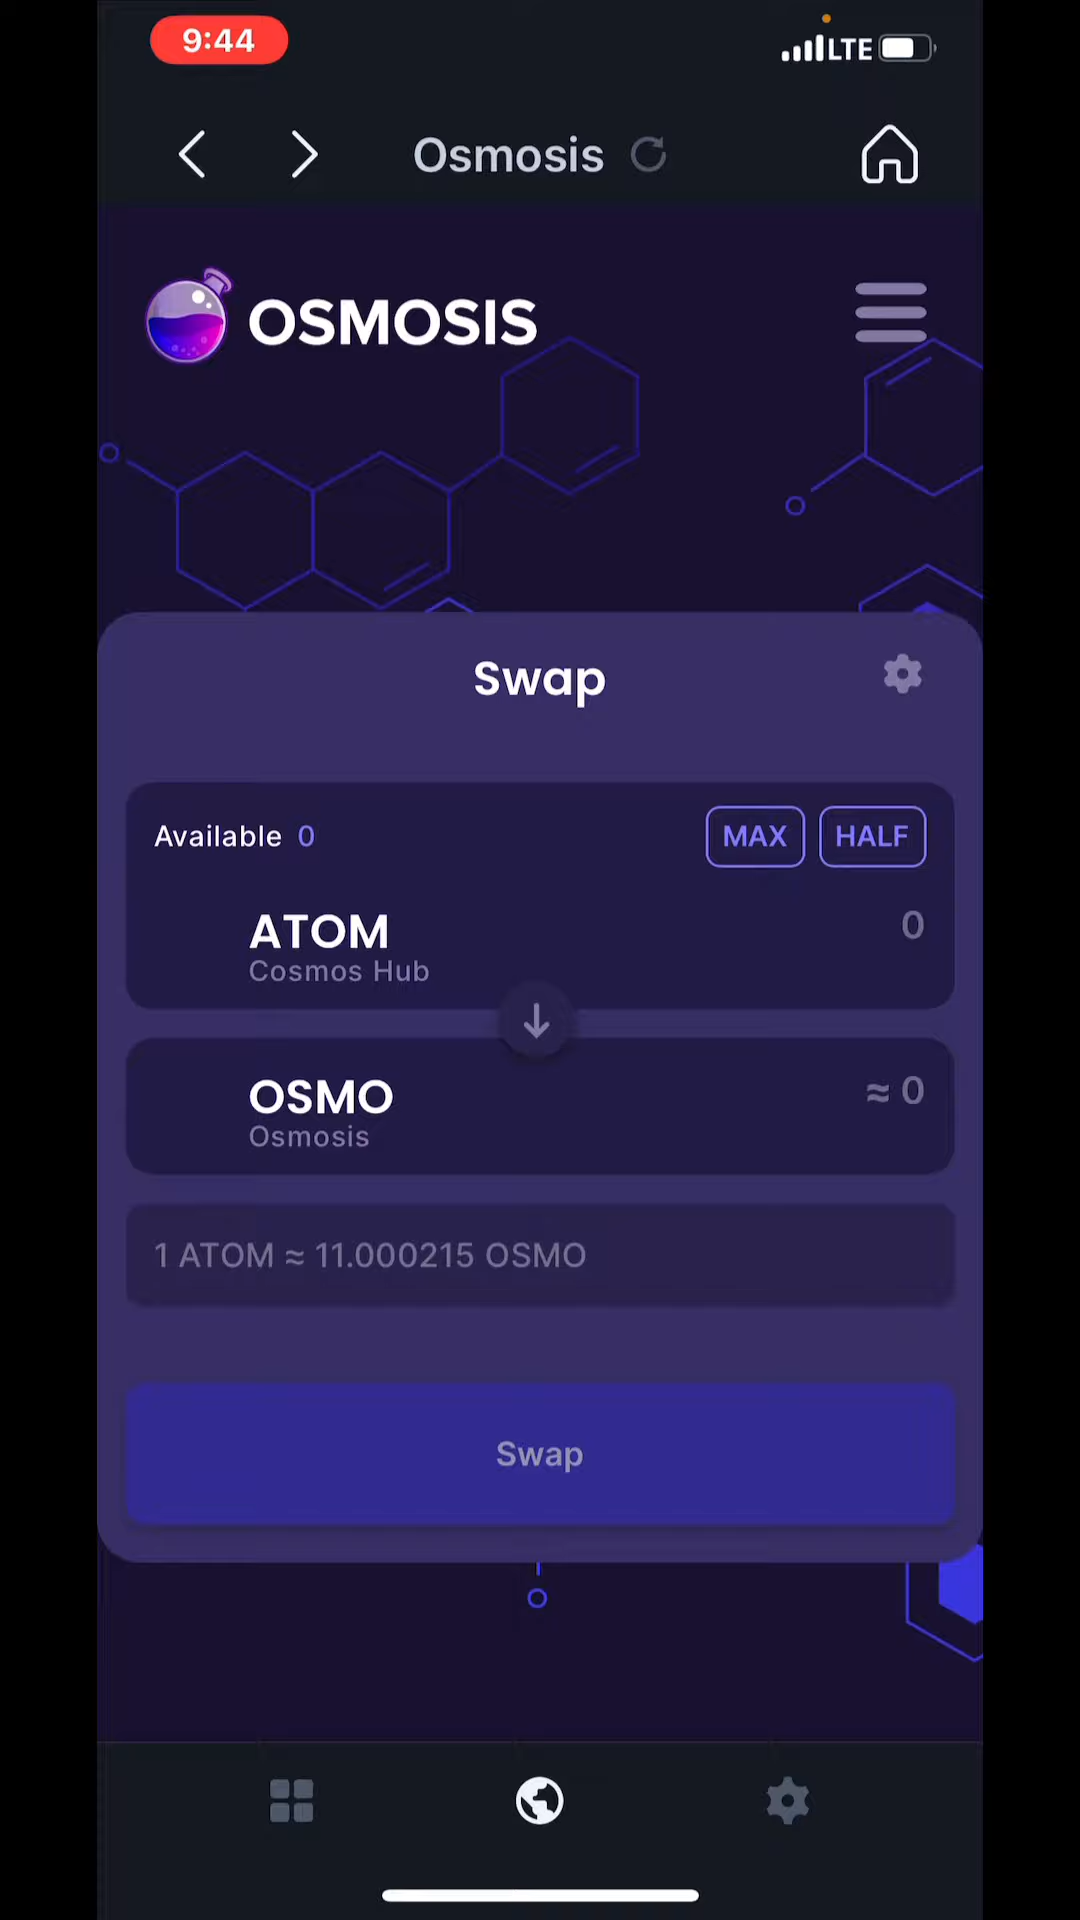 9:44
LTE
Osmosis
OSMOSIS
Swap
Available 0
MAX
HALF
ATOM
0
Cosmos Hub
OSMO
≈ 0
Osmosis
1 ATOM ≈ 11.000215 OSMO
Swap